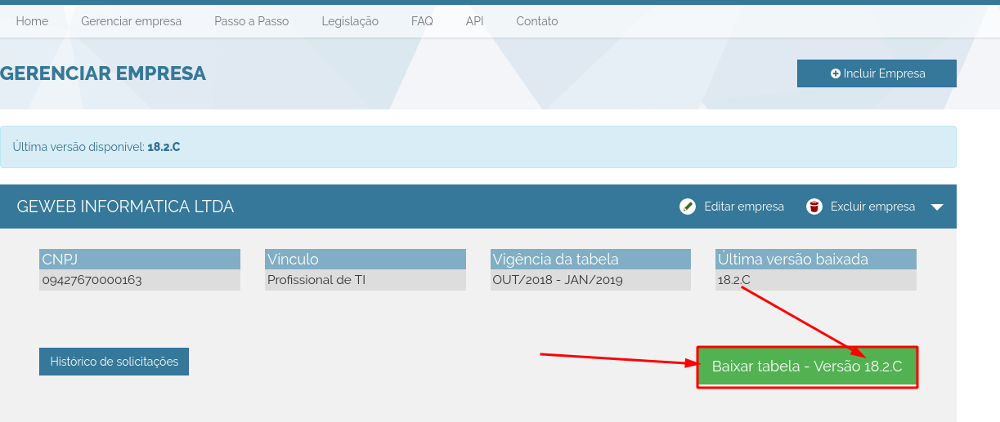 Home Gerenciar empresa Passo a Passo Legislação FAQ API Contato
GERENCIAR EMPRESA
Incluir Empresa
Última versão disponível: 18.2.C
GEWEB INFORMATICA LTDA
Editar empresa Excluir empresa
CNPJ Vínculo Vigência da tabela Última versão baixada
09427670000163 Profissional de TI OUT/2018 - JAN/2019 18.2.C
Histórico de solicitações
Baixar tabela - Versão 18.2.C